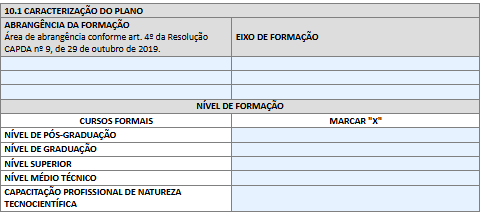 10.1 CARACTERIZAÇÃO DO PLANO
ABRANGÊNCIA DA FORMAÇÃO
Área de abrangência conforme art. 4º da Resolução
CAPDA nº 9, de 29 de outubro de 2019.
EIXO DE FORMAÇÃO
NÍVEL DE FORMAÇÃO
CURSOS FORMAIS
MARCAR "X"
NÍVEL DE PÓS-GRADUAÇÃO
NÍVEL DE GRADUAÇÃO
NÍVEL SUPERIOR
NÍVEL MÉDIO TÉCNICO
CAPACITAÇÃO PROFISSIONAL DE NATUREZA
TECNOCIENTÍFICA